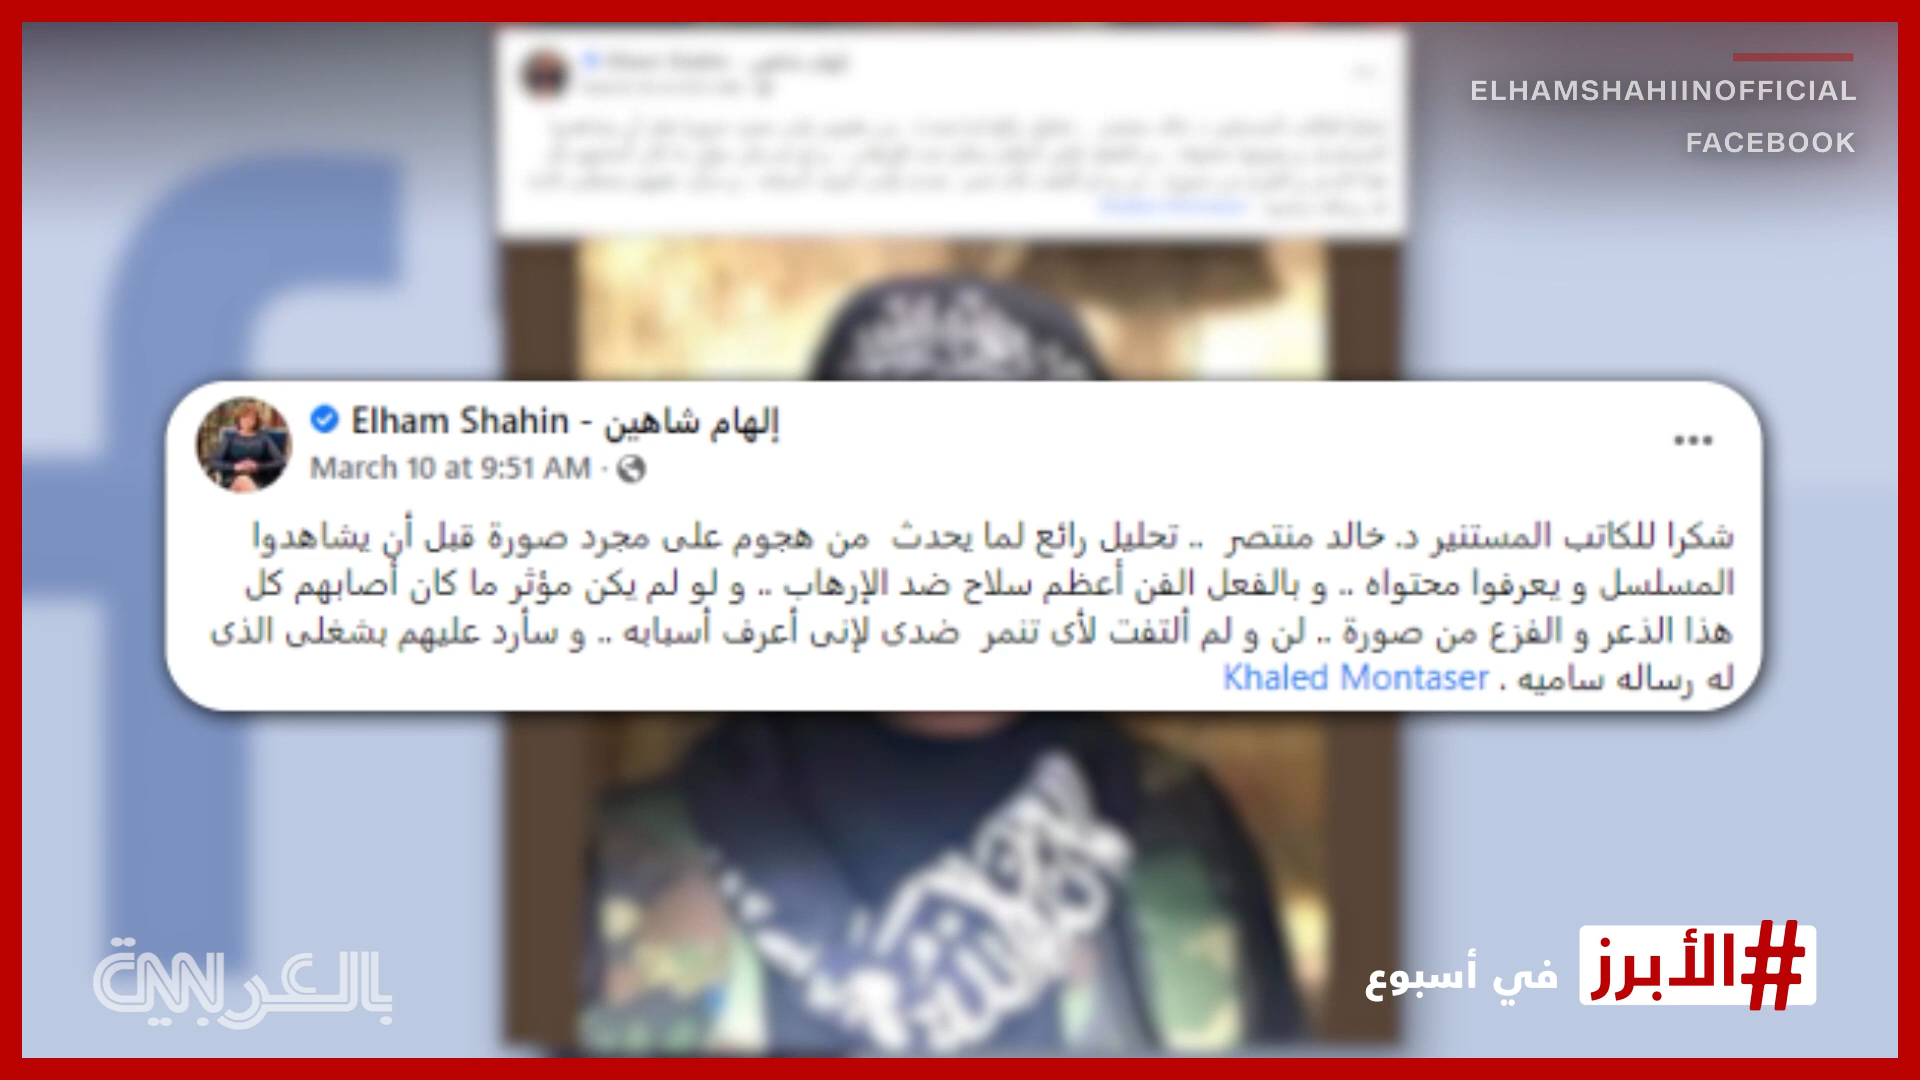 ELHAMSHAHIINOFFICIAL
FACEBOOK
Elham Shahin - إلهام شاهين
March 10 at 9:51 AM ·
شكرا للكاتب المستنير د. خالد منتصر .. تحليل رائع لما يحدث من هجوم على مجرد صورة قبل أن يشاهدوا
المسلسل و يعرفوا محتواه .. و بالفعل الفن أعظم سلاح ضد الإرهاب .. و لو لم يكن مؤثر ما كان أصابهم كل
هذا الذعر و الفزع من صورة .. لن و لم ألتفت لأى تنمر ضدى لإنى أعرف أسبابه .. و سأرد عليهم بشغلى الذى
له رساله ساميه . Khaled Montaser
#الأبرز في أسبوع
CNN بالعربية